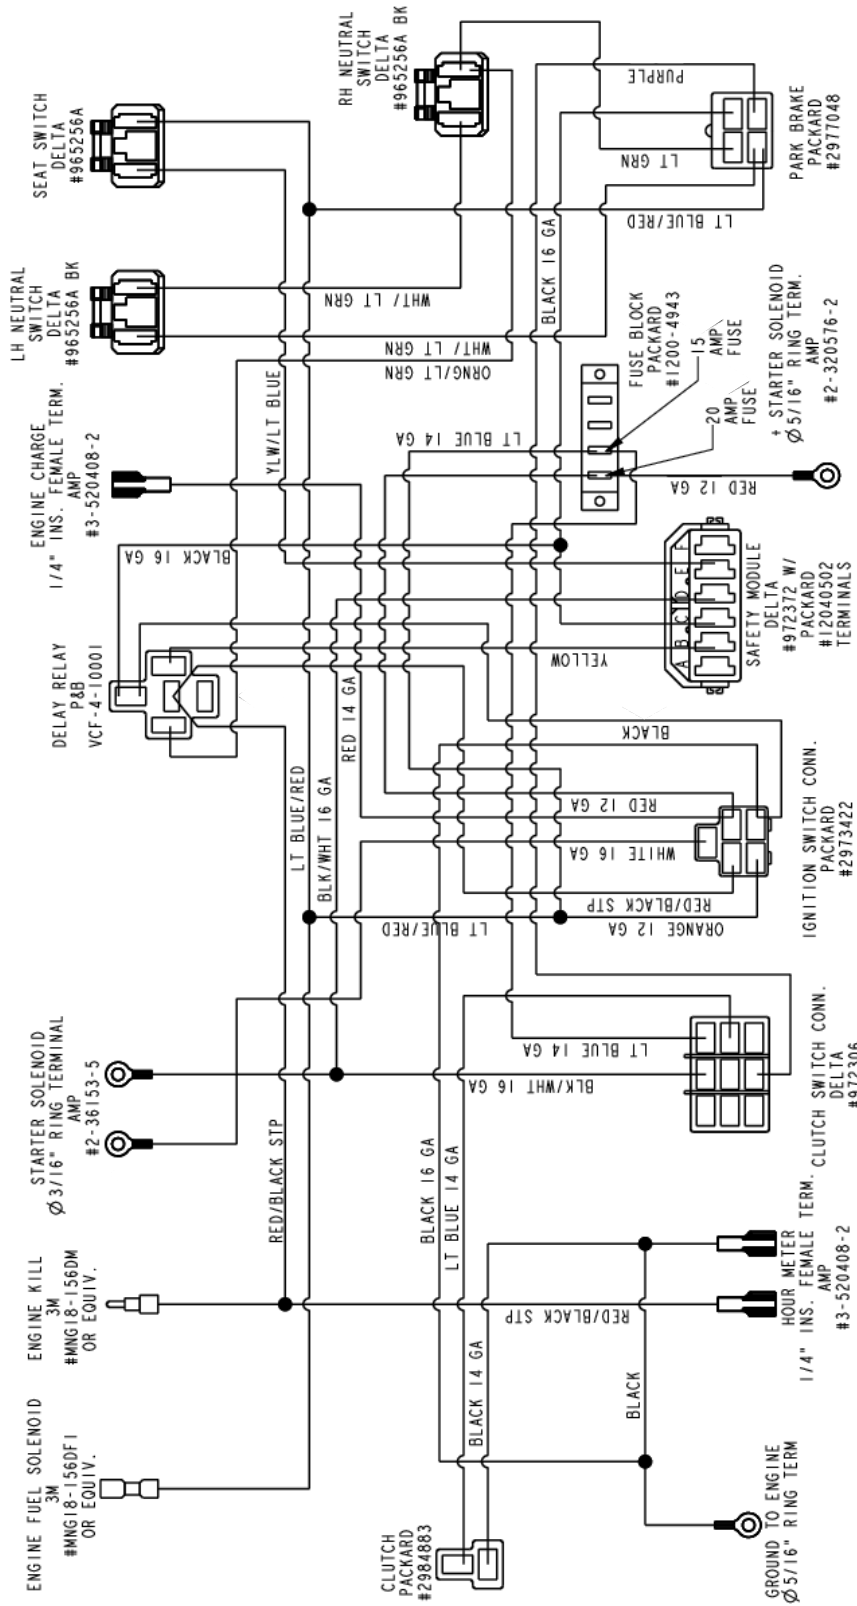 ENGINE FUEL SOLENOID
3M
#MNG18-156DFI
OR EQUIV.
ENGINE KILL
3M
#MNG18-156DM
OR EQUIV.
STARTER SOLENOID
Ø3/16" RING TERMINAL
AMP
#2-36153-5
DELAY RELAY
P&B
VCF-4-10001
ENGINE CHARGE
1/4" INS. FEMALE TERM.
AMP
#3-520408-2
LH NEUTRAL
SWITCH
DELTA
#965256A BK
SEAT SWITCH
DELTA
#965256A
RH NEUTRAL
SWITCH
DELTA
#965256A BK
BLACK 16 GA
YLW/LT BLUE
RED/BLACK STP
LT BLUE/RED
BLK/WHT 16 GA
RED 14 GA
WHT/ LT GRN
WHT/ LT GRN
ORNG/LT GRN
LT BLUE 14 GA
LT BLUE/RED
BLACK 16 GA
LT BLUE 14 GA
BLACK 14 GA
CLUTCH
PACKARD
#2984883
RED/BLACK STP
BLACK
BLK/WHT 16 GA
LT BLUE 14 GA
ORANGE 12 GA
RED/BLACK STP
WHITE 16 GA
RED 12 GA
BLACK
YELLOW
BLACK 16 GA
LT GRN
PURPLE
LT BLUE/RED
FUSE BLOCK
PACKARD
#1200-4943
15
AMP
FUSE
20
AMP
FUSE
RED 12 GA
A B C D E F
GROUND TO ENGINE
Ø5/16" RING TERM
HOUR METER
1/4" INS. FEMALE TERM.
AMP
#3-520408-2
CLUTCH SWITCH CONN.
DELTA
#972306
IGNITION SWITCH CONN.
PACKARD
#2973422
SAFETY MODULE
DELTA
#972372 W/
PACKARD
#12040502
TERMINALS
+ STARTER SOLENOID
Ø5/16" RING TERM.
AMP
#2-320576-2
PARK BRAKE
PACKARD
#2977048